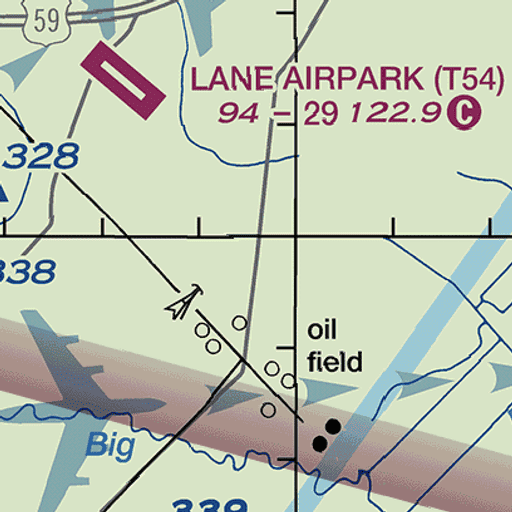 59
LANE AIRPARK (T54)
94 - 29 122.9 C
328
338
oil
field
Big
339